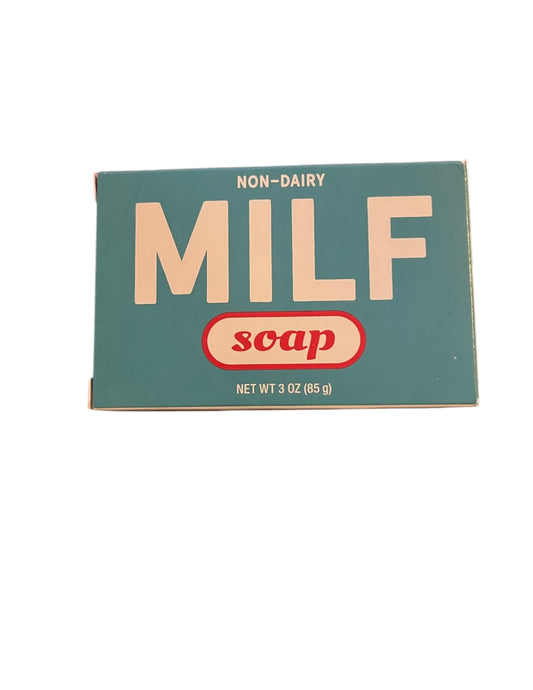 NON-DAIRY
MILF
soap
NET WT 3 OZ (85 g)